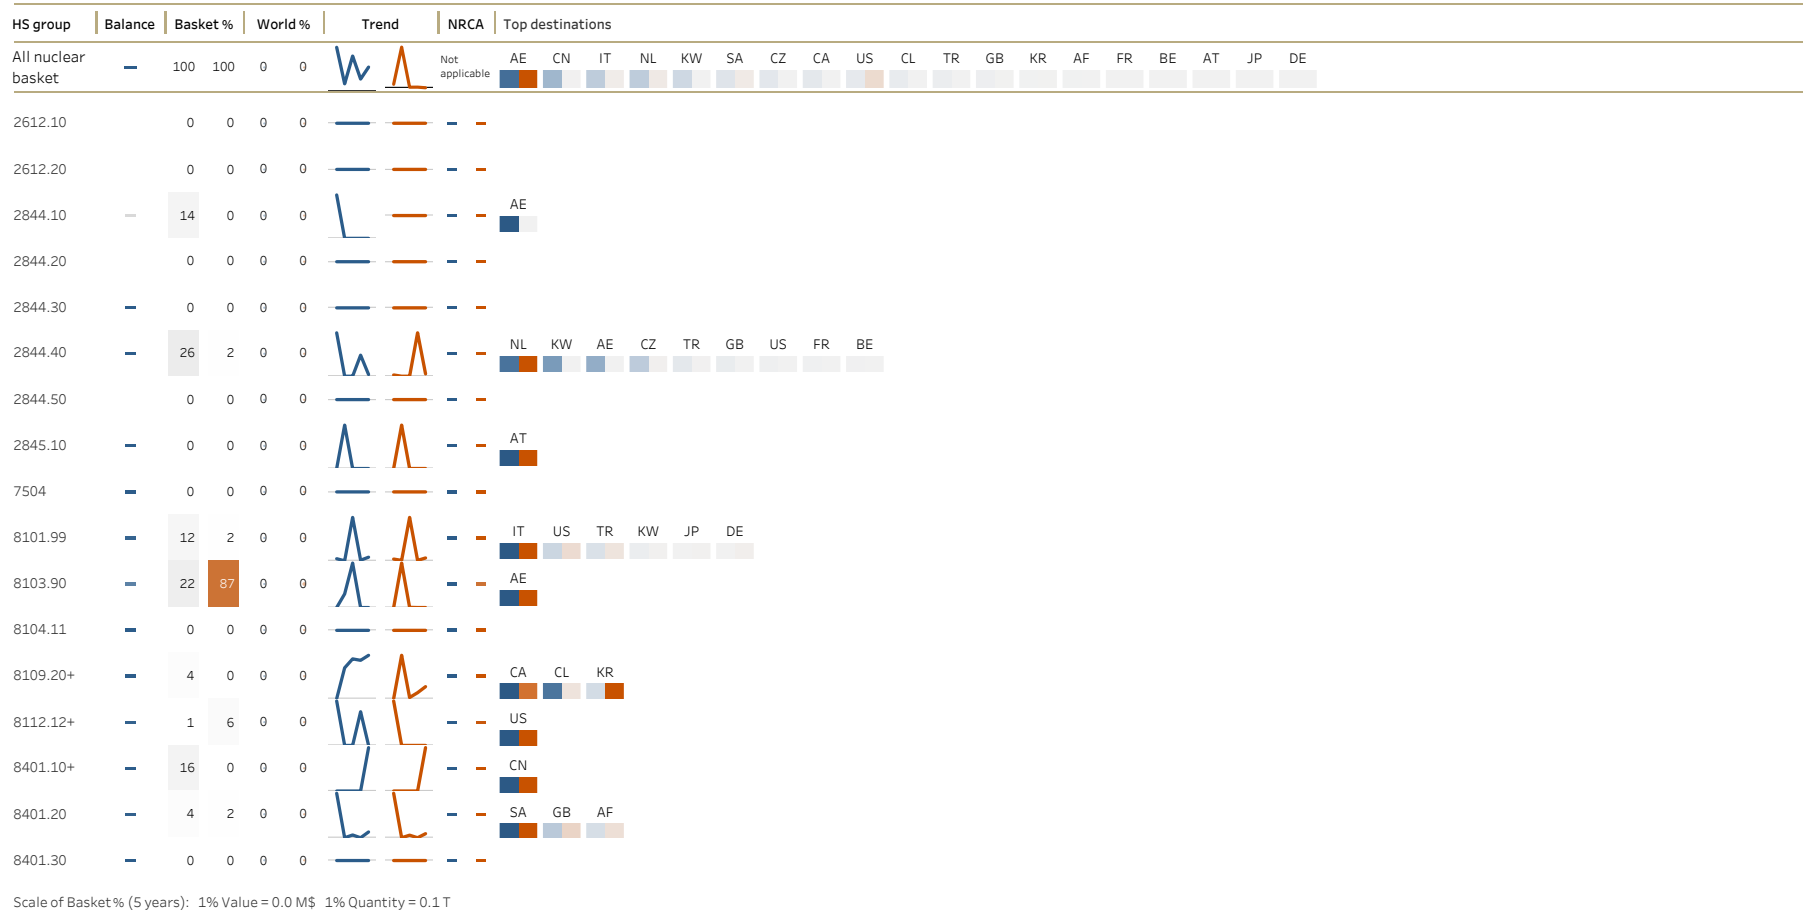 HS group Balance Basket % World % Trend NRCA Top destinations
All nuclear basket 100 100 0 0 Not applicable AE CN IT NL KW SA CZ CA US CL TR GB KR AF FR BE AT JP DE
2612.10 0 0 0 0
2612.20 0 0 0 0
2844.10 14 0 0 0 AE
2844.20 0 0 0 0
2844.30 0 0 0 0
2844.40 26 2 0 0 NL KW AE CZ TR GB US FR BE
2844.50 0 0 0 0
2845.10 0 0 0 0 AT
7504 0 0 0 0
8101.99 12 2 0 0 IT US TR KW JP DE
8103.90 22 87 0 0 AE
8104.11 0 0 0 0
8109.20+ 4 0 0 0 CA CL KR
8112.12+ 1 6 0 0 US
8401.10+ 16 0 0 0 CN
8401.20 4 2 0 0 SA GB AF
8401.30 0 0 0 0
Scale of Basket% (5 years): 1% Value = 0.0 M$ 1% Quantity = 0.1 T